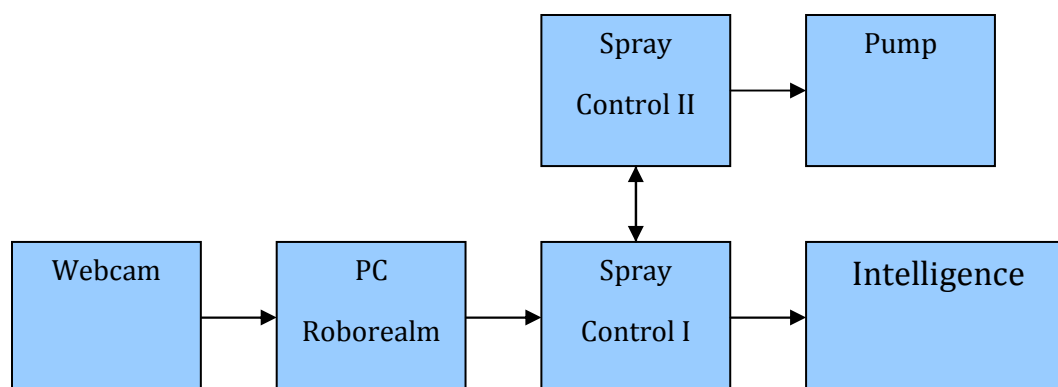 Spray
Control II
Pump
Webcam
PC
Roborealm
Spray
Control I
Intelligence